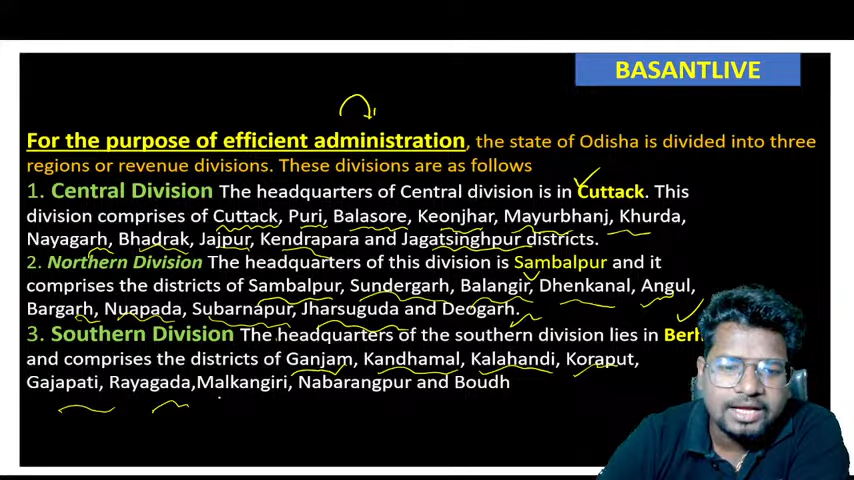 BASANTLIVE
For the purpose of efficient administration, the state of Odisha is divided into three
regions or revenue divisions. These divisions are as follows
1. Central Division The headquarters of Central division is in Cuttack. This
division comprises of Cuttack, Puri, Balasore, Keonjhar, Mayurbhanj, Khurda,
Nayagarh, Bhadrak, Jajpur, Kendrapara and Jagatsinghpur districts.
2. Northern Division The headquarters of this division is Sambalpur and it
comprises the districts of Sambalpur, Sundergarh, Balangir, Dhenkanal, Angul,
Bargarh, Nuapada, Subarnapur, Jharsuguda and Deogarh.
3. Southern Division The headquarters of the southern division lies in
and comprises the districts of Ganjam, Kandhamal, Kalahandi, Koraput,
Gajapati, Rayagada,Malkangiri, Nabarangpur and Boudh